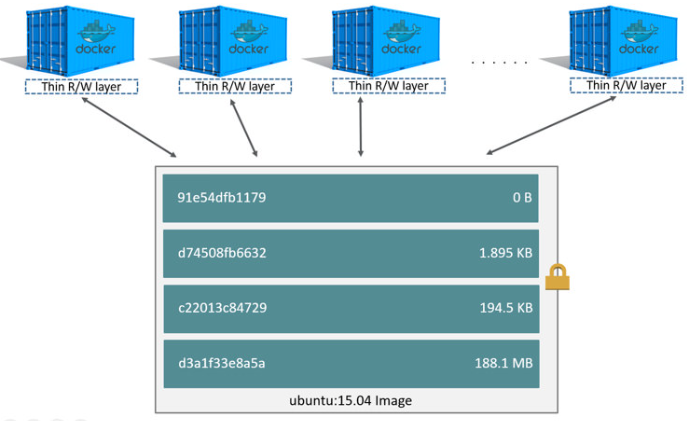 docker docker docker docker
Thin R/W layer Thin R/W layer Thin R/W layer . . . . . . Thin R/W layer
91e54dfb1179 0 B
d74508fb6632 1.895 KB
c22013c84729 194.5 KB
d3a1f33e8a5a 188.1 MB
ubuntu:15.04 Image